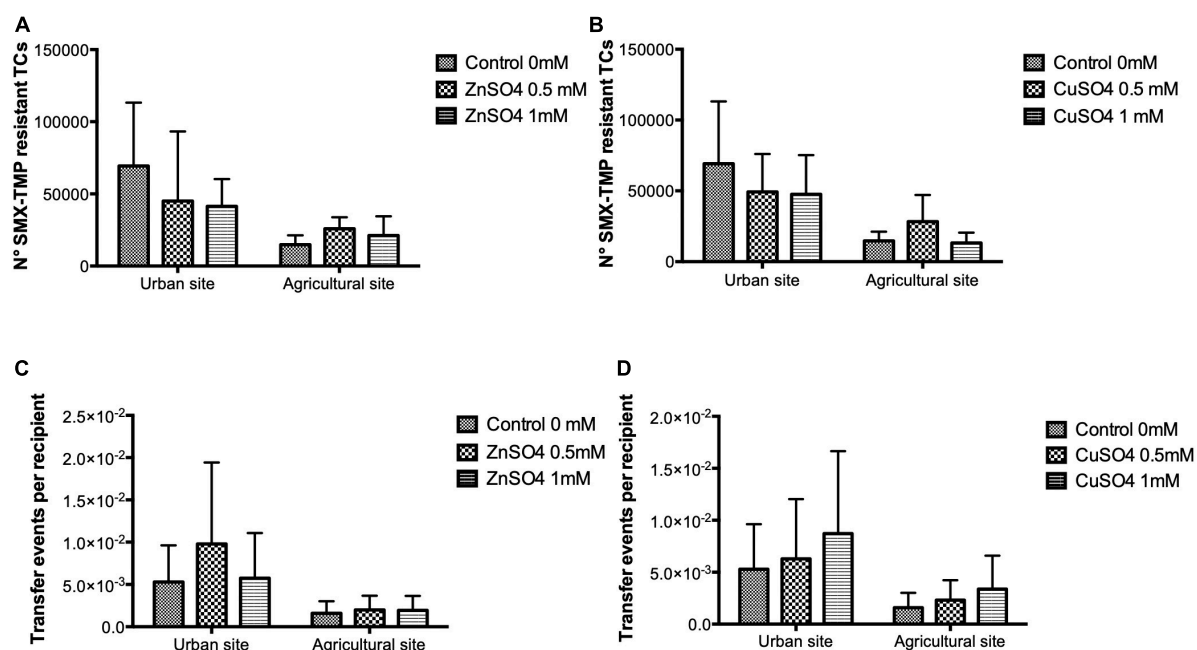 A
N° SMX-TMP resistant TCs
150000
100000
50000
0
Urban site
Agricultural site
Control 0mM
ZnSO4 0.5 mM
ZnSO4 1mM
B
N° SMX-TMP resistant TCs
150000
100000
50000
0
Urban site
Agricultural site
Control 0mM
CuSO4 0.5 mM
CuSO4 1 mM
C
Transfer events per recipient
2.5×10⁻²
2.0×10⁻²
1.5×10⁻²
1.0×10⁻²
5.0×10⁻³
0.0
Urban site
Agricultural site
Control 0 mM
ZnSO4 0.5mM
ZnSO4 1mM
D
Transfer events per recipient
2.0×10⁻²
1.5×10⁻²
1.0×10⁻²
5.0×10⁻³
0.0
Urban site
Agricultural site
Control 0mM
CuSO4 0.5mM
CuSO4 1mM